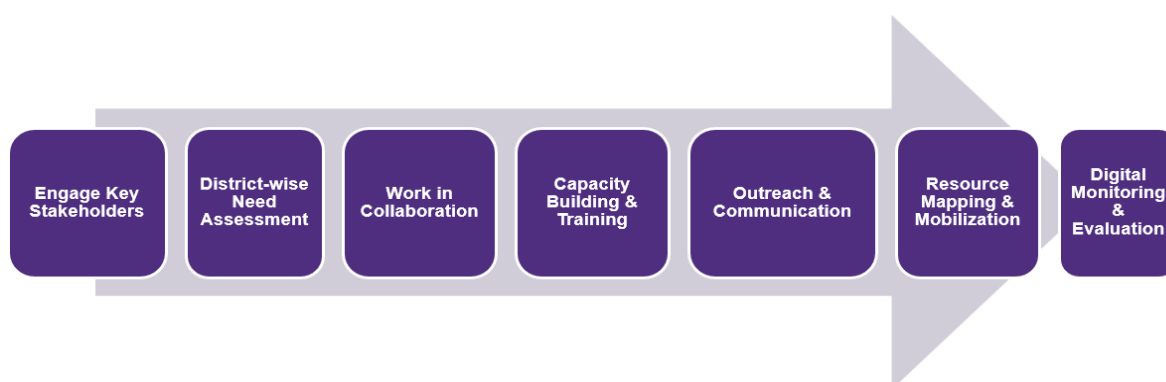 Engage Key
Stakeholders
District-wise
Need
Assessment
Work in
Collaboration
Capacity
Building &
Training
Outreach &
Communication
Resource
Mapping &
Mobilization
Digital
Monitoring
&
Evaluation